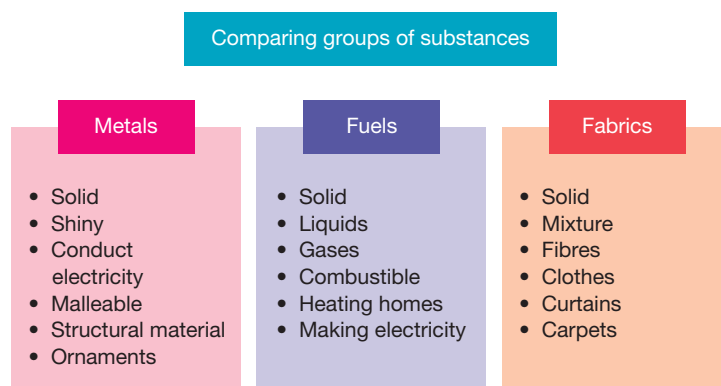 Comparing groups of substances
Metals
• Solid
• Shiny
• Conduct
electricity
• Malleable
• Structural material
• Ornaments
Fuels
• Solid
• Liquids
• Gases
• Combustible
• Heating homes
• Making electricity
Fabrics
• Solid
• Mixture
• Fibres
• Clothes
• Curtains
• Carpets